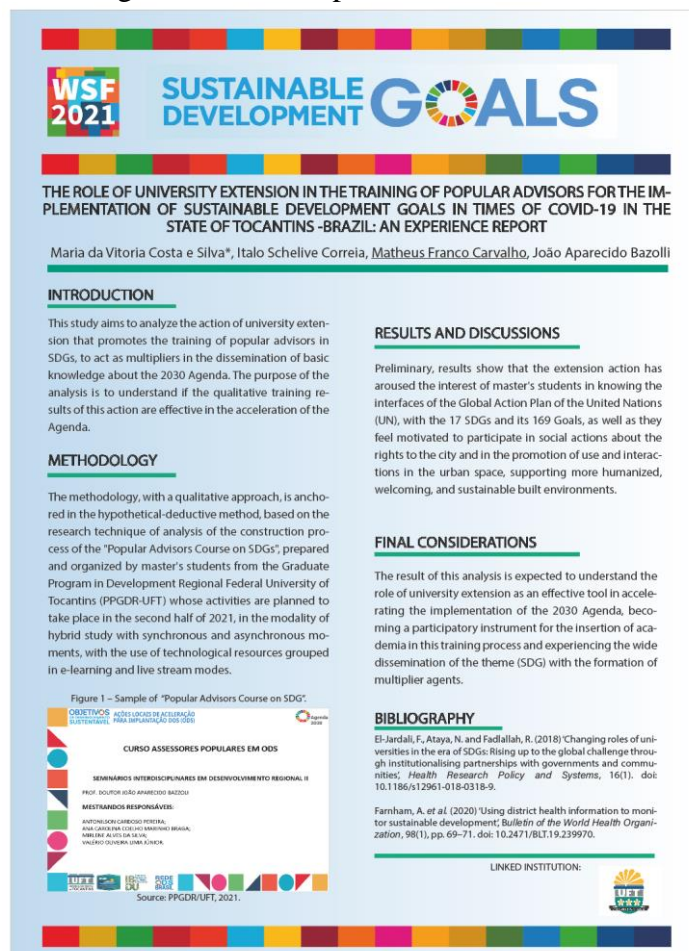 WSF
2021
SUSTAINABLE
DEVELOPMENT
GOALS
THE ROLE OF UNIVERSITY EXTENSION IN THE TRAINING OF POPULAR ADVISORS FOR THE IM-
PLEMENTATION OF SUSTAINABLE DEVELOPMENT GOALS IN TIMES OF COVID-19 IN THE
STATE OF TOCANTINS -BRAZIL: AN EXPERIENCE REPORT
Maria da Vitoria Costa e Silva*, Italo Schelive Correia, Matheus Franco Carvalho, João Aparecido Bazolli
INTRODUCTION
This study aims to analyze the action of university exten-
sion that promotes the training of popular advisors in
SDGs, to act as multipliers in the dissemination of basic
knowledge about the 2030 Agenda. The purpose of the
analysis is to understand if the qualitative training re-
sults of this action are effective in the acceleration of the
Agenda.
METHODOLOGY
The methodology, with a qualitative approach, is ancho-
red in the hypothetical-deductive method, based on the
research technique of analysis of the construction pro-
cess of the "Popular Advisors Course on SDGs", prepared
and organized by master's students from the Graduate
Program in Development Regional Federal University of
Tocantins (PPGDR-UFT) whose activities are planned to
take place in the second half of 2021, in the modality of
hybrid study with synchronous and asynchronous mo-
ments, with the use of technological resources grouped
in e-learning and live stream modes.
Figure 1 – Sample of "Popular Advisors Course on SDG".
OBJETIVOS
DE DESENVOLVIMENTO
SUSTENTÁVEL
AÇÕES LOCAIS DE ACELERAÇÃO
PARA IMPLANTAÇÃO DOS (ODS)
Agenda
2030
CURSO ASSESSORES POPULARES EM ODS
SEMINÁRIOS INTERDISCIPLINARES EM DESENVOLVIMENTO REGIONAL II
PROF. DOUTOR JOÃO APARECIDO BAZZOLLI
MESTRANDOS RESPONSÁVEIS:
ANTONILSON CARDOSO PEREIRA;
ANA CAROLINA COELHO MARINHO BRAGA;
MIRLENE ALVES DA SILVA;
VALÉRIO OLIVEIRA LIMA JÚNIOR.
UFT
IB
DU
REDE
ODS
BRASIL
Source: PPGDR/UFT, 2021.
RESULTS AND DISCUSSIONS
Preliminary, results show that the extension action has
aroused the interest of master's students in knowing the
interfaces of the Global Action Plan of the United Nations
(UN), with the 17 SDGs and its 169 Goals, as well as they
feel motivated to participate in social actions about the
rights to the city and in the promotion of use and interac-
tions in the urban space, supporting more humanized,
welcoming, and sustainable built environments.
FINAL CONSIDERATIONS
The result of this analysis is expected to understand the
role of university extension as an effective tool in accele-
rating the implementation of the 2030 Agenda, beco-
ming a participatory instrument for the insertion of aca-
demia in this training process and experiencing the wide
dissemination of the theme (SDG) with the formation of
multiplier agents.
BIBLIOGRAPHY
El-Jardali, F., Ataya, N. and Fadlallah, R. (2018) 'Changing roles of uni-
versities in the era of SDGs: Rising up to the global challenge throu-
gh institutionalising partnerships with governments and commu-
nities', Health Research Policy and Systems, 16(1). doi:
10.1186/s12961-018-0318-9.
Farnham, A. et al. (2020) 'Using district health information to moni-
tor sustainable development', Bulletin of the World Health Organi-
zation, 98(1), pp. 69–71. doi: 10.2471/BLT.19.239970.
LINKED INSTITUTION:
UFT